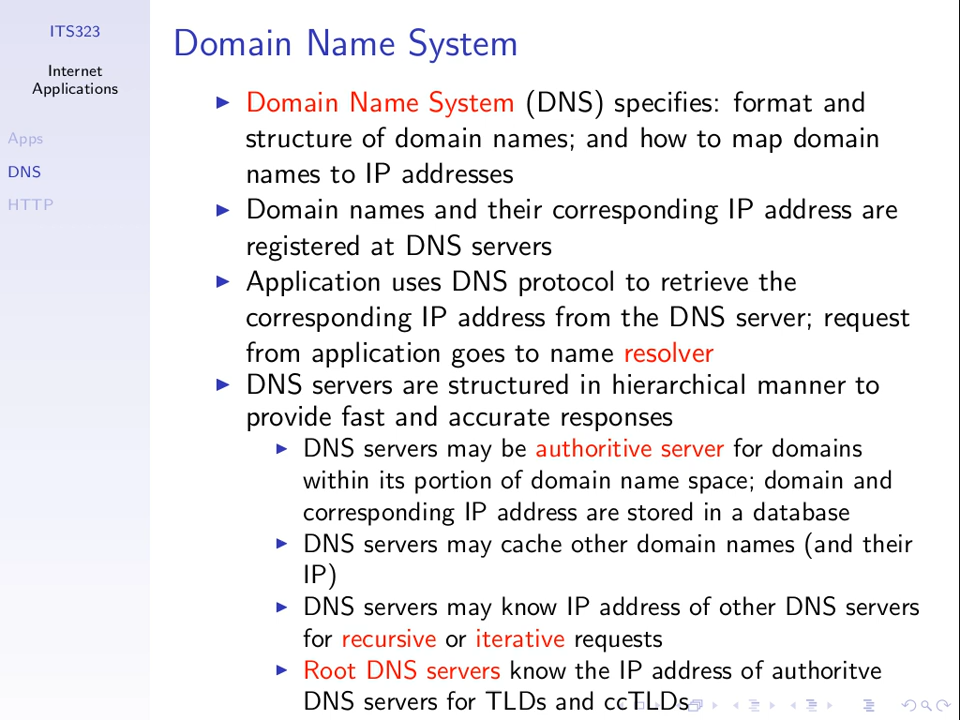 ITS323
Internet
Applications
Apps
DNS
HTTP
Domain Name System
Domain Name System (DNS) specifies: format and
structure of domain names; and how to map domain
names to IP addresses
Domain names and their corresponding IP address are
registered at DNS servers
Application uses DNS protocol to retrieve the
corresponding IP address from the DNS server; request
from application goes to name resolver
DNS servers are structured in hierarchical manner to
provide fast and accurate responses
DNS servers may be authoritive server for domains
within its portion of domain name space; domain and
corresponding IP address are stored in a database
DNS servers may cache other domain names (and their
IP)
DNS servers may know IP address of other DNS servers
for recursive or iterative requests
Root DNS servers know the IP address of authoritve
DNS servers for TLDs and ccTLDs